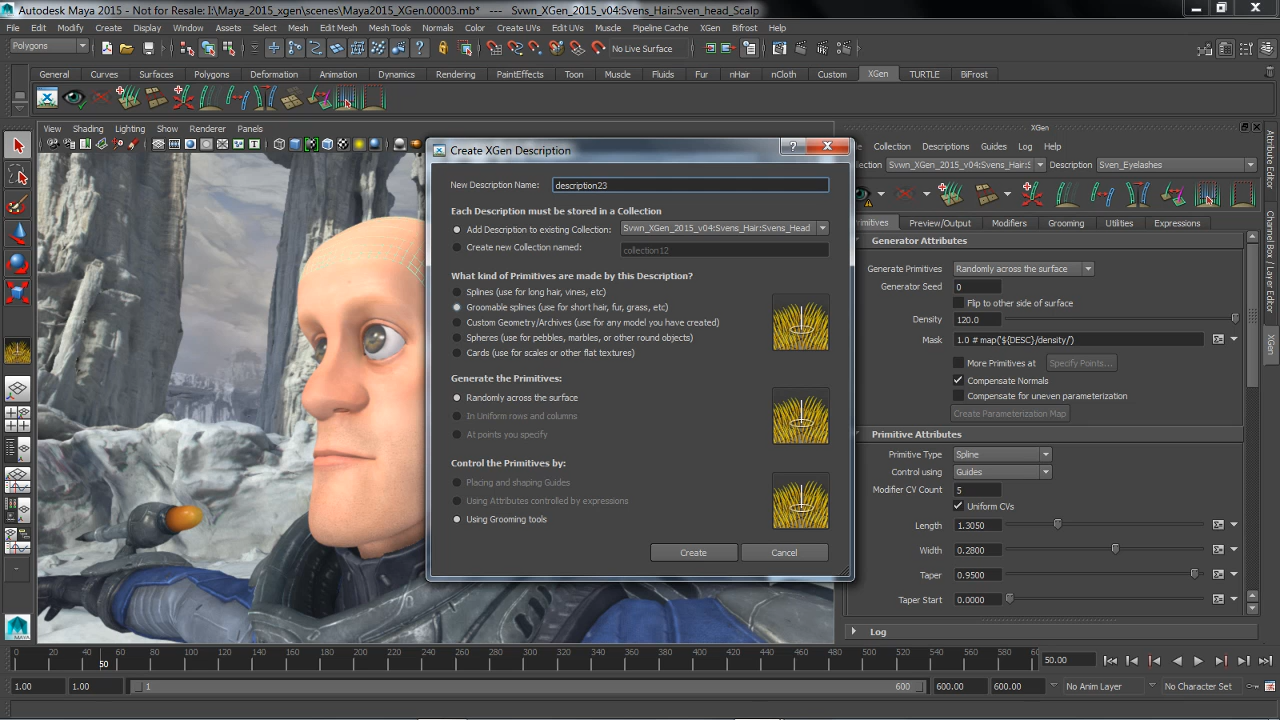 Autodesk Maya 2015 - Not for Resale: I:\Maya_2015_xgen\scenes\Maya2015_XGen.00003.mb* --- Svwn_XGen_2015_v04:Svens_Hair:Sven_head_Scalp
File Edit Modify Create Display Window Assets Select Mesh Edit Mesh Mesh Tools Normals Color Create UVs Edit UVs Muscle Pipeline Cache XGen Bifrost Help
Polygons No Live Surface
General Curves Surfaces Polygons Deformation Animation Dynamics Rendering PaintEffects Toon Muscle Fluids Fur nHair nCloth Custom XGen TURTLE BiFrost
View Shading Lighting Show Renderer Panels
XGen
Collection Descriptions Guides Log Help
Svwn_XGen_2015_v04:Svens_Hair:S Description Sven_Eyelashes
Preview/Output Modifiers Grooming Utilities Expressions
Generator Attributes
Generate Primitives Randomly across the surface
Generator Seed 0
Flip to other side of surface
Density 120.0
Mask 1.0 # map('${DESC}/density/')
More Primitives at Specify Points...
Compensate Normals
Compensate for uneven parameterization
Create Parameterization Map
Primitive Attributes
Primitive Type Spline
Control using Guides
Modifier CV Count 5
Uniform CVs
Length 1.3050
Width 0.2800
Taper 0.9500
Taper Start 0.0000
Log
Attribute Editor
Channel Box / Layer Editor
XGen
Create XGen Description
New Description Name: description23
Each Description must be stored in a Collection
Add Description to existing Collection: Svwn_XGen_2015_v04:Svens_Hair:Svens_Head
Create new Collection named: collection12
What kind of Primitives are made by this Description?
Splines (use for long hair, vines, etc)
Groomable splines (use for short hair, fur, grass, etc)
Custom Geometry/Archives (use for any model you have created)
Spheres (use for pebbles, marbles, or other round objects)
Cards (use for scales or other flat textures)
Generate the Primitives:
Randomly across the surface
In Uniform rows and columns
At points you specify
Control the Primitives by:
Placing and shaping Guides
Using Attributes controlled by expressions
Using Grooming tools
Create Cancel
MAYA
0 20 40 60 80 100 120 140 160 180 200 220 240 260 280 300 320 340 360 380 400 420 440 460 480 500 520 540 560 580 50.00
50
1.00 1.00 1 600 600.00 600.00 No Anim Layer No Character Set